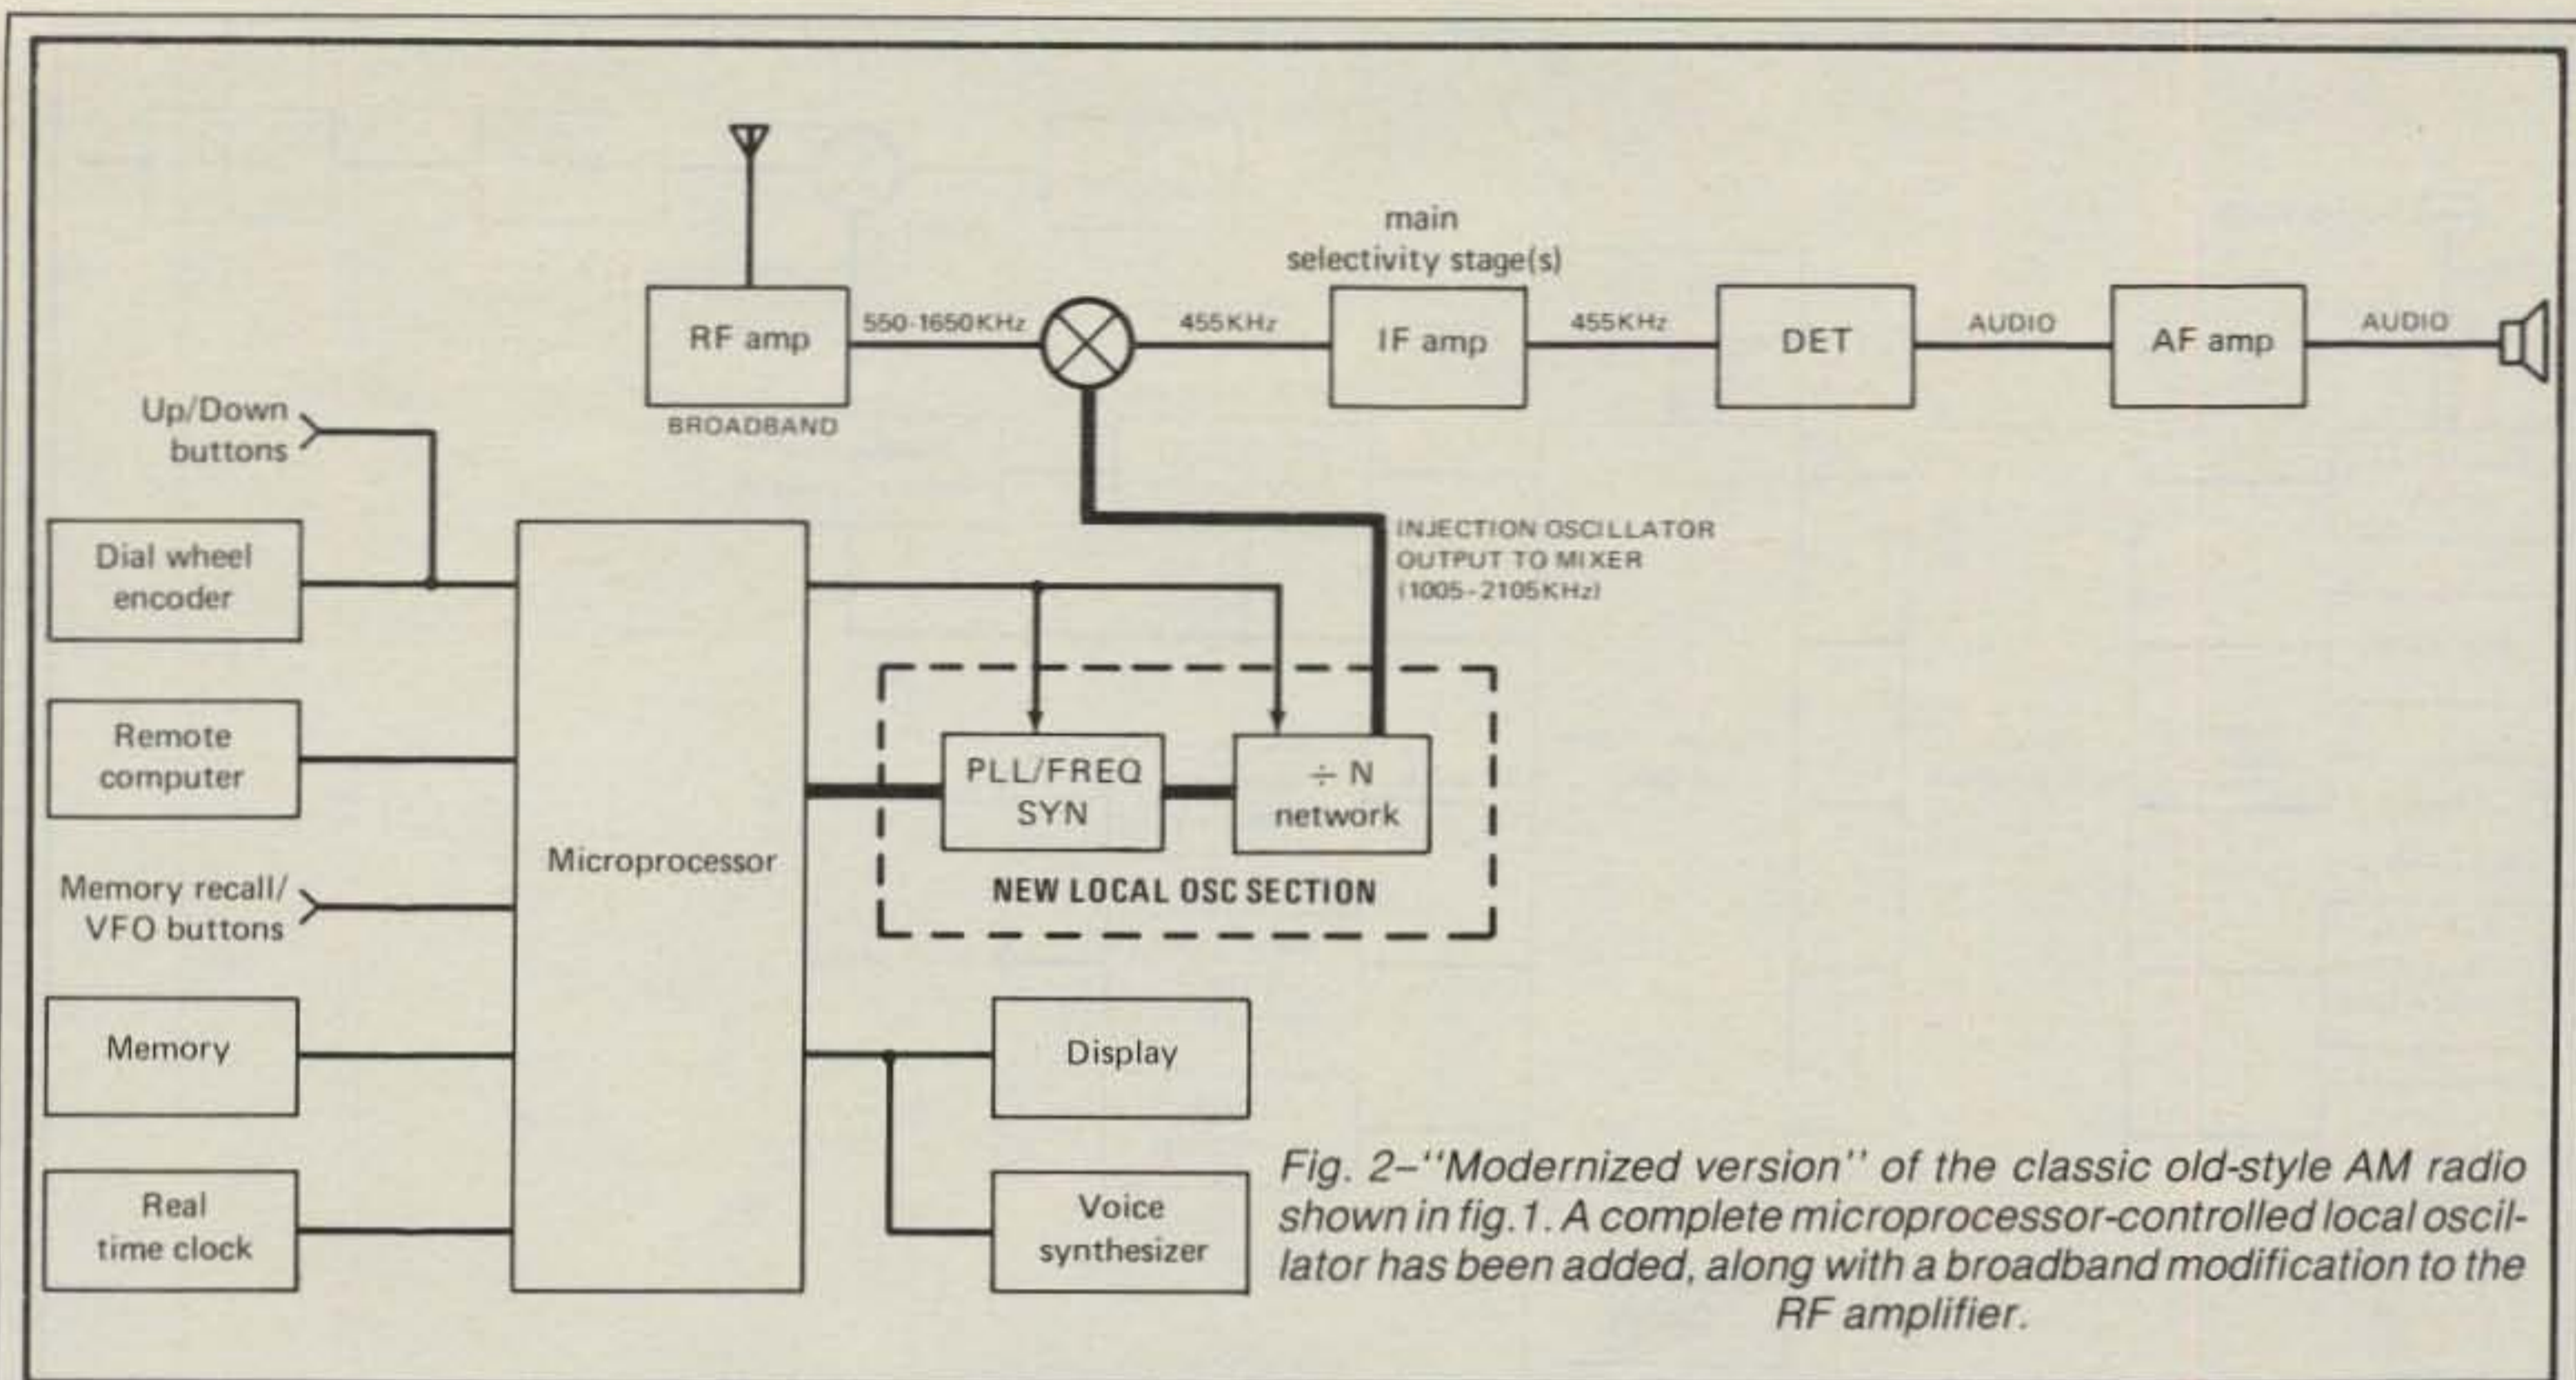 main
selectivity stage(s)
RF amp
BROADBAND
550-1650KHz
455KHz
IF amp
455KHz
DET
AUDIO
AF amp
AUDIO
Up/Down
buttons
Dial wheel
encoder
Remote
computer
Memory recall/
VFO buttons
Memory
Real
time clock
Microprocessor
INJECTION OSCILLATOR
OUTPUT TO MIXER
(1005-2105KHz)
PLL/FREQ
SYN
÷ N
network
NEW LOCAL OSC SECTION
Display
Voice
synthesizer
Fig. 2–"Modernized version" of the classic old-style AM radio
shown in fig. 1. A complete microprocessor-controlled local oscil-
lator has been added, along with a broadband modification to the
RF amplifier.